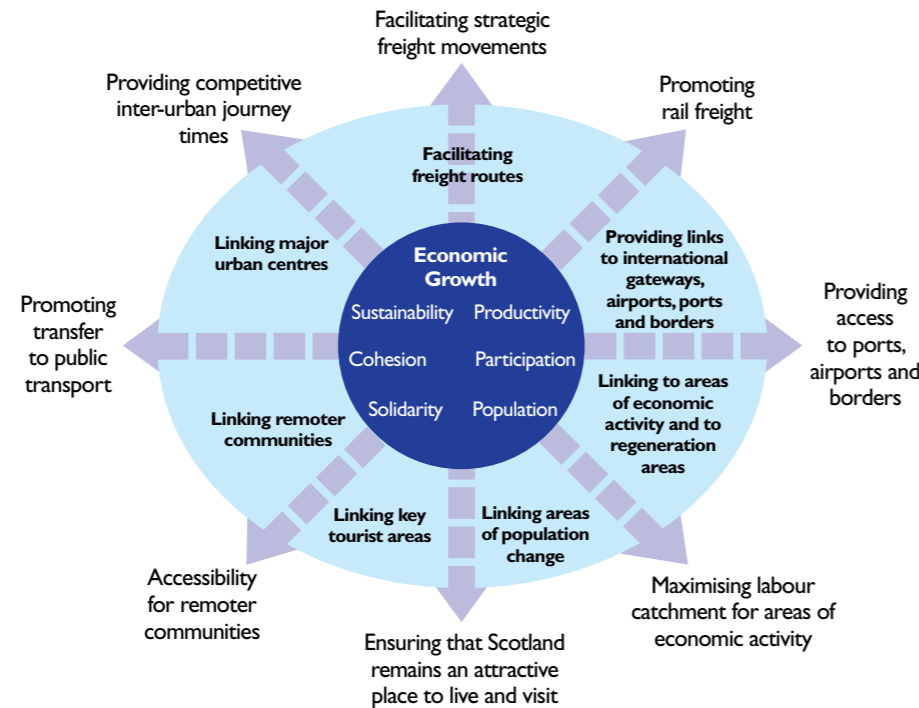 Facilitating strategic
freight movements
Providing competitive
inter-urban journey
times
Promoting
rail freight
Facilitating
freight routes
Linking major
urban centres
Providing links
to international
gateways,
airports, ports
and borders
Economic
Growth
Sustainability Productivity
Cohesion Participation
Solidarity Population
Promoting
transfer
to public
transport
Providing
access
to ports,
airports and
borders
Linking remoter
communities
Linking to areas
of economic
activity and to
regeneration
areas
Linking key
tourist areas
Linking areas
of population
change
Accessibility
for remoter
communities
Ensuring that Scotland
remains an attractive
place to live and visit
Maximising labour
catchment for areas of
economic activity